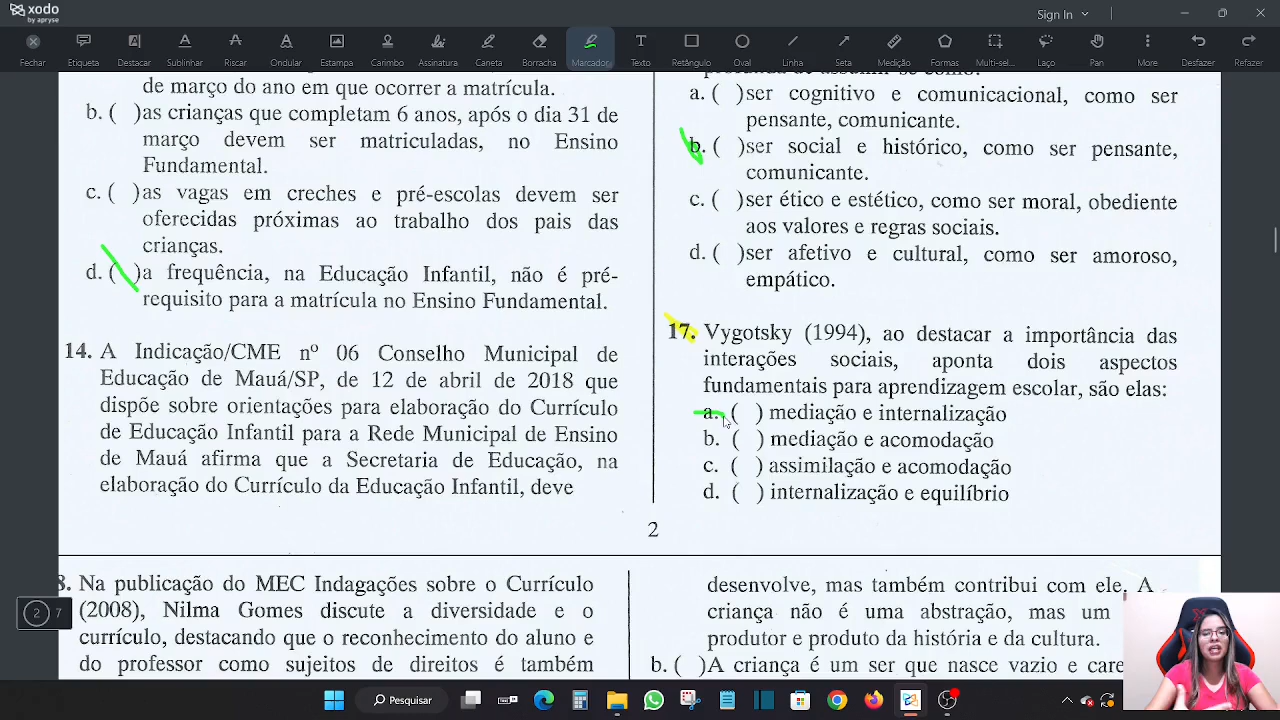 xodo
by apryse
Sign In
Fechar
Etiqueta
Destacar
Sublinhar
Riscar
Ondular
Estampa
Carimbo
Assinatura
Caneta
Borracha
Marcador
Texto
Retângulo
Oval
Linha
Seta
Medição
Formas
Multi-sel...
Laço
Pan
Mais
Desfazer
Refazer
de março do ano em que ocorrer a matrícula.
b. ( ) as crianças que completam 6 anos, após o dia 31 de
março devem ser matriculadas, no Ensino
Fundamental.
c. ( ) as vagas em creches e pré-escolas devem ser
oferecidas próximas ao trabalho dos pais das
crianças.
d. ( ) a frequência, na Educação Infantil, não é pré-
requisito para a matrícula no Ensino Fundamental.
14. A Indicação/CME nº 06 Conselho Municipal de
Educação de Mauá/SP, de 12 de abril de 2018 que
dispõe sobre orientações para elaboração do Currículo
de Educação Infantil para a Rede Municipal de Ensino
de Mauá afirma que a Secretaria de Educação, na
elaboração do Currículo da Educação Infantil, deve
a. ( ) ser cognitivo e comunicacional, como ser
pensante, comunicante.
b. ( ) ser social e histórico, como ser pensante,
comunicante.
c. ( ) ser ético e estético, como ser moral, obediente
aos valores e regras sociais.
d. ( ) ser afetivo e cultural, como ser amoroso,
empático.
17. Vygotsky (1994), ao destacar a importância das
interações sociais, aponta dois aspectos
fundamentais para aprendizagem escolar, são elas:
a. ( ) mediação e internalização
b. ( ) mediação e acomodação
c. ( ) assimilação e acomodação
d. ( ) internalização e equilíbrio
2
8. Na publicação do MEC Indagações sobre o Currículo
(2008), Nilma Gomes discute a diversidade e o
currículo, destacando que o reconhecimento do aluno e
do professor como sujeitos de direitos é também
desenvolve, mas também contribui com ele. A
criança não é uma abstração, mas um
produtor e produto da história e da cultura.
b. ( ) A criança é um ser que nasce vazio e care
2 7
Pesquisar